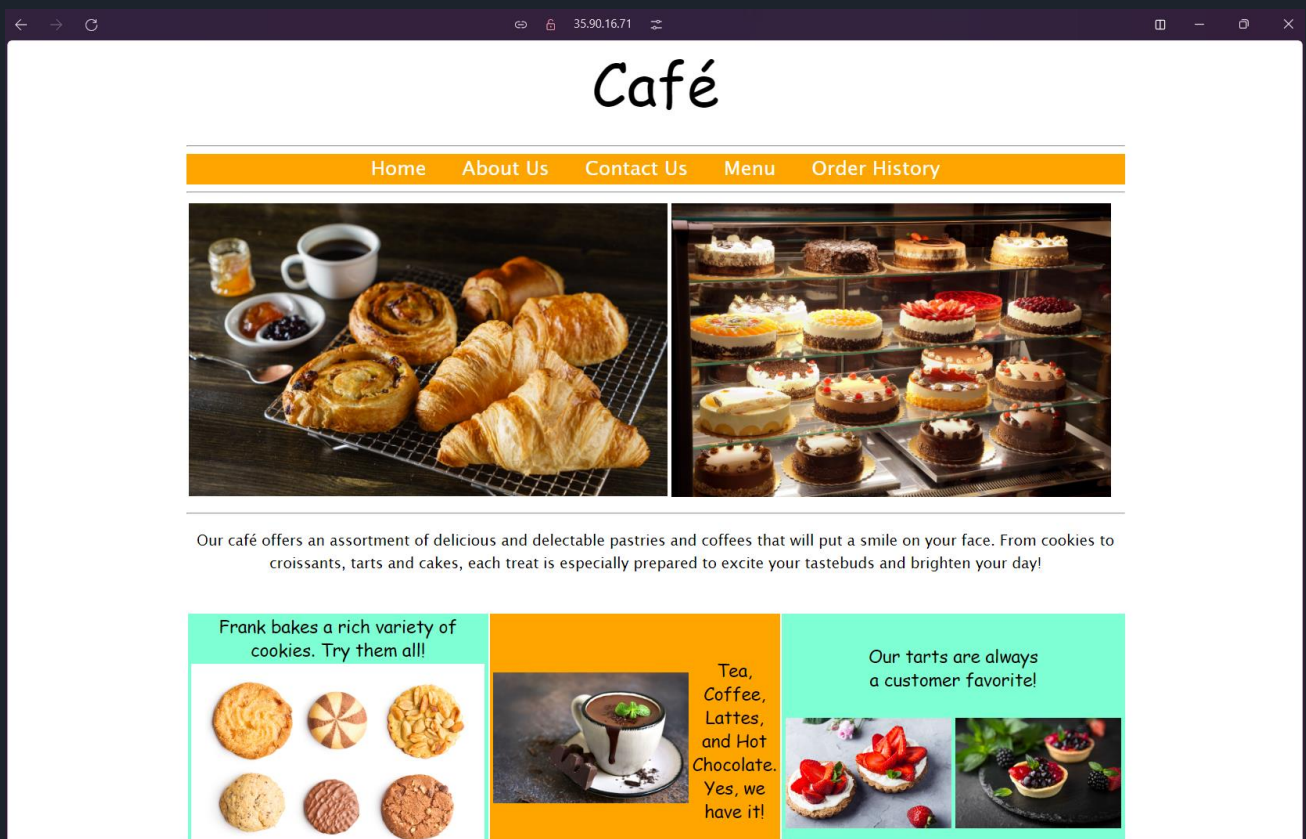 35.90.16.71
Café
Home About Us Contact Us Menu Order History
Our café offers an assortment of delicious and delectable pastries and coffees that will put a smile on your face. From cookies to
croissants, tarts and cakes, each treat is especially prepared to excite your tastebuds and brighten your day!
Frank bakes a rich variety of
cookies. Try them all!
Tea,
Coffee,
Lattes,
and Hot
Chocolate.
Yes, we
have it!
Our tarts are always
a customer favorite!